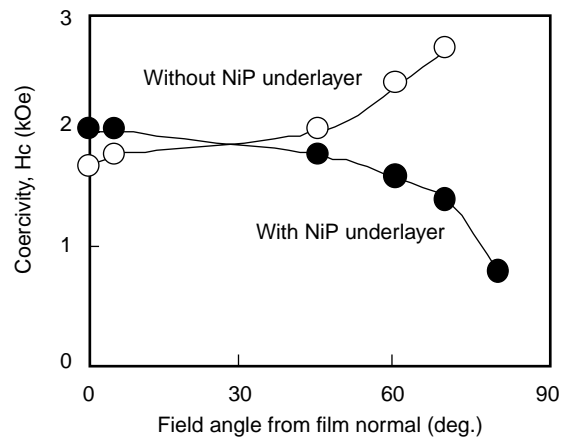 3
Without NiP underlayer
2
Coercivity, Hc (kOe)
With NiP underlayer
1
0
0 30 60 90
Field angle from film normal (deg.)